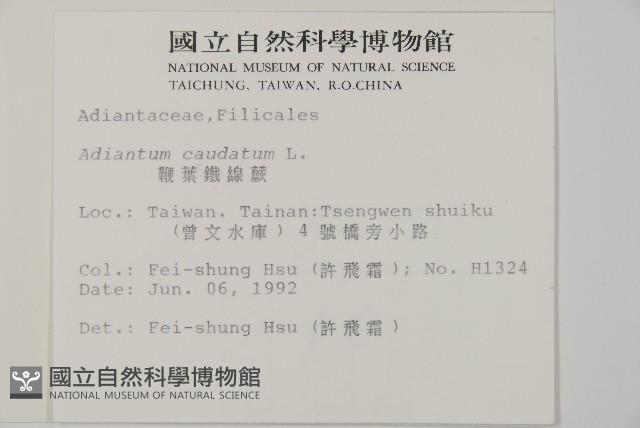 國立自然科學博物館
NATIONAL MUSEUM OF NATURAL SCIENCE
TAICHUNG, TAIWAN, R.O.CHINA
Adiantaceae,Filicales
Adiantum caudatum L.
鞭葉鐵線蕨
Loc.: Taiwan. Tainan:Tsengwen shuiku
(曾文水庫) 4 號橋旁小路
Col.: Fei-shung Hsu (許飛霜); No. H1324
Date: Jun. 06, 1992
Det.: Fei-shung Hsu (許飛霜)
國立自然科學博物館
NATIONAL MUSEUM OF NATURAL SCIENCE